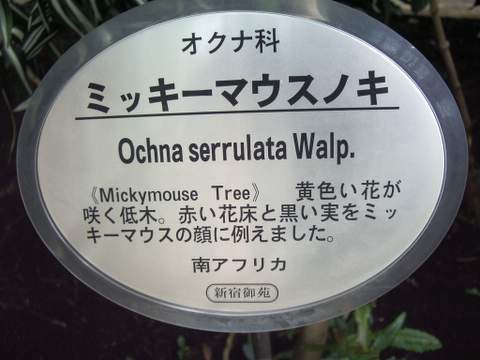 オクナ科
ミッキーマウスノキ
Ochna serrulata Walp.
《Mickymouse Tree》 黄色い花が
咲く低木。赤い花床と黒い実をミッ
キーマウスの顔に例えました。
南アフリカ
新宿御苑